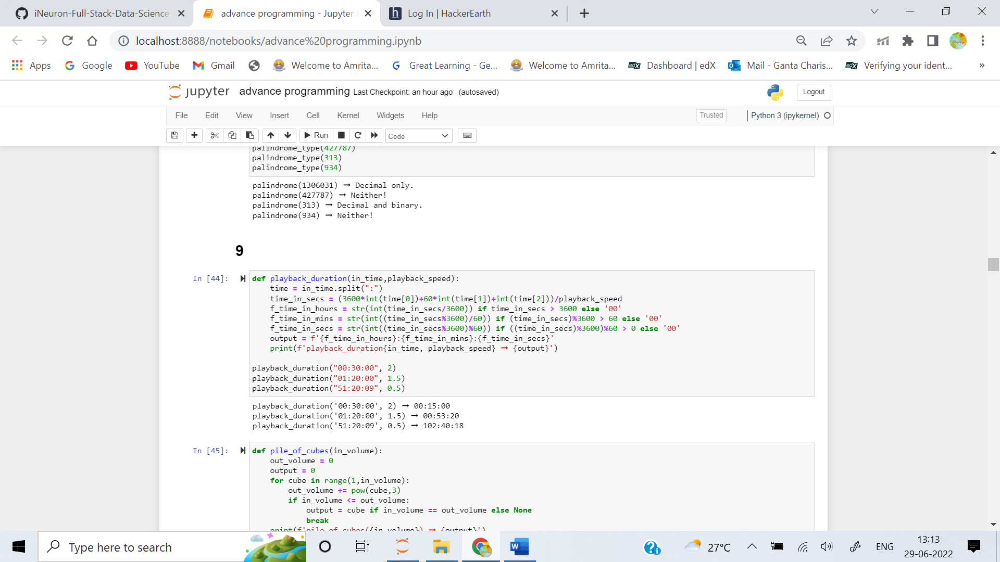 iNeuron-Full-Stack-Data-Science
advance programming - Jupyter
Log In | HackerEarth
localhost:8888/notebooks/advance%20programming.ipynb
Apps
Google
YouTube
Gmail
Welcome to Amrita...
Great Learning - Ge...
Welcome to Amrita...
Dashboard | edX
Mail - Ganta Charis...
Verifying your ident...
»
jupyter
advance programming Last Checkpoint: an hour ago (autosaved)
Logout
File
Edit
View
Insert
Cell
Kernel
Widgets
Help
Trusted
Python 3 (ipykernel)
Run
Code
palindrome_type(427787)
palindrome_type(313)
palindrome_type(934)
palindrome(1306031) ➞ Decimal only.
palindrome(427787) ➞ Neither!
palindrome(313) ➞ Decimal and binary.
palindrome(934) ➞ Neither!
9
In [44]:
def playback_duration(in_time,playback_speed):
    time = in_time.split(":")
    time_in_secs = (3600*int(time[0])+60*int(time[1])+int(time[2]))/playback_speed
    f_time_in_hours = str(int(time_in_secs/3600)) if time_in_secs > 3600 else '00'
    f_time_in_mins = str(int((time_in_secs%3600)/60)) if (time_in_secs)%3600 > 60 else '00'
    f_time_in_secs = str(int((time_in_secs%3600)%60)) if ((time_in_secs)%3600)%60 > 0 else '00'
    output = f'{f_time_in_hours}:{f_time_in_mins}:{f_time_in_secs}'
    print(f'playback_duration{in_time, playback_speed} ➞ {output}')
playback_duration("00:30:00", 2)
playback_duration("01:20:00", 1.5)
playback_duration("51:20:09", 0.5)
playback_duration('00:30:00', 2) ➞ 00:15:00
playback_duration('01:20:00', 1.5) ➞ 00:53:20
playback_duration('51:20:09', 0.5) ➞ 102:40:18
In [45]:
def pile_of_cubes(in_volume):
    out_volume = 0
    output = 0
    for cube in range(1,in_volume):
        out_volume += pow(cube,3)
        if in_volume <= out_volume:
            output = cube if in_volume == out_volume else None
            break
    print(f'pile_of_cubes({in_volume}) ➞ {output}')
Type here to search
27°C
ENG
13:13
29-06-2022